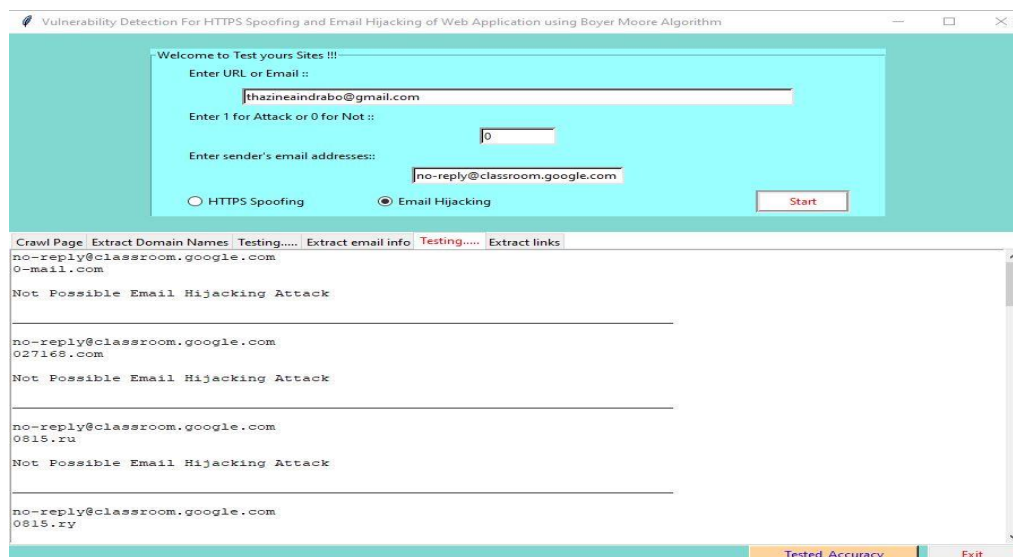 Vulnerability Detection For HTTPS Spoofing and Email Hijacking of Web Application using Boyer Moore Algorithm
Welcome to Test yours Sites !!!
Enter URL or Email ::
thazineaindrabo@gmail.com
Enter 1 for Attack or 0 for Not ::
0
Enter sender's email addresses::
no-reply@classroom.google.com
HTTPS Spoofing Email Hijacking Start
Crawl Page Extract Domain Names Testing..... Extract email info Testing..... Extract links
no-reply@classroom.google.com
0-mail.com
Not Possible Email Hijacking Attack
no-reply@classroom.google.com
027168.com
Not Possible Email Hijacking Attack
no-reply@classroom.google.com
0815.ru
Not Possible Email Hijacking Attack
no-reply@classroom.google.com
0815.ry
Tested Accuracy Exit